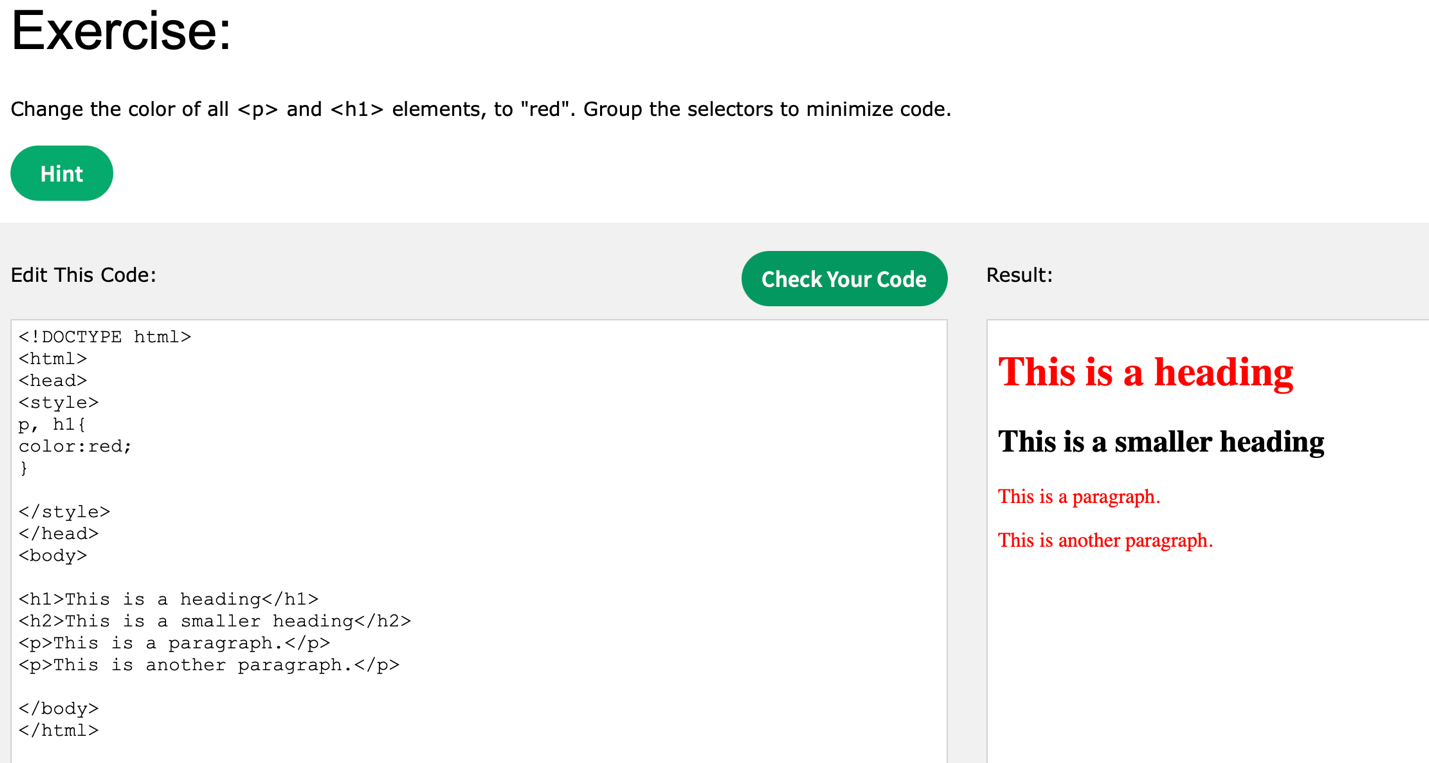 Exercise:
Change the color of all <p> and <h1> elements, to "red". Group the selectors to minimize code.
Hint
Edit This Code:
Check Your Code
<!DOCTYPE html>
<html>
<head>
<style>
p, h1{
color:red;
}
</style>
</head>
<body>
<h1>This is a heading</h1>
<h2>This is a smaller heading</h2>
<p>This is a paragraph.</p>
<p>This is another paragraph.</p>
</body>
</html>
Result:
This is a heading
This is a smaller heading
This is a paragraph.
This is another paragraph.